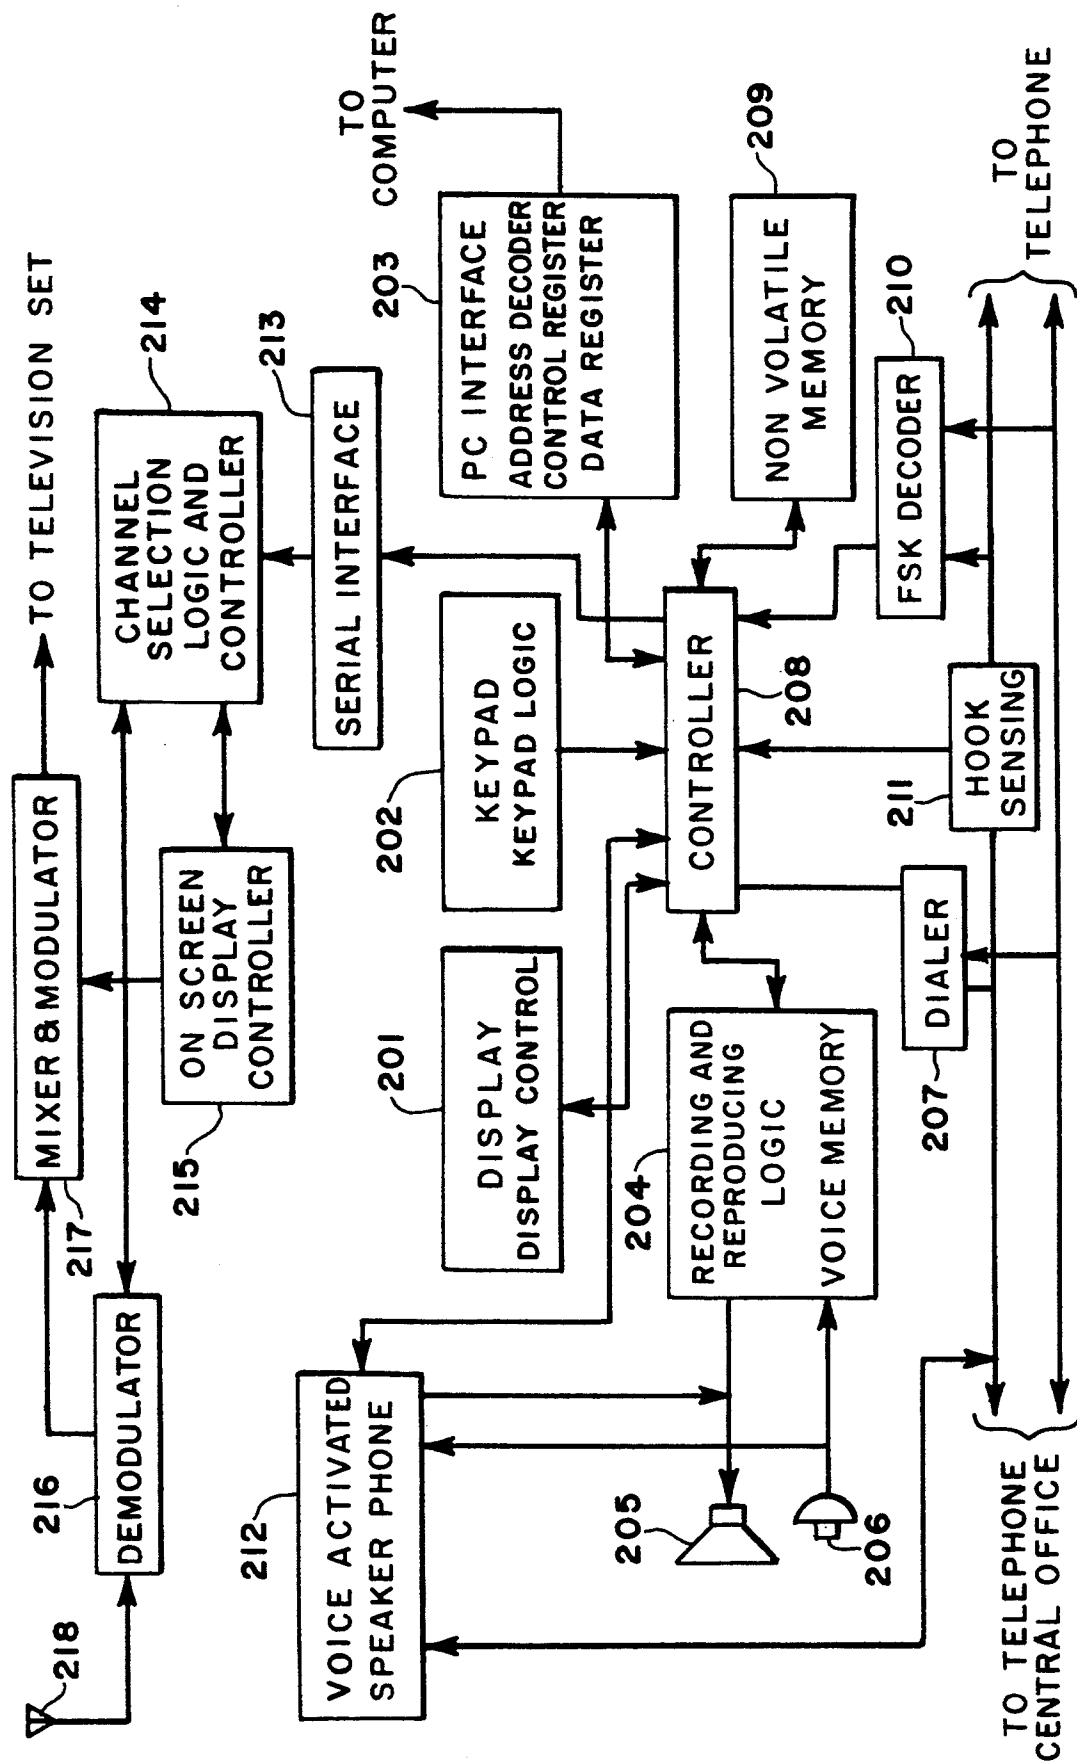 218
216
DEMODULATOR
217
MIXER & MODULATOR
TO TELEVISION SET
215
ON SCREEN
DISPLAY
CONTROLLER
214
CHANNEL
SELECTION
LOGIC AND
CONTROLLER
213
SERIAL INTERFACE
212
VOICE ACTIVATED
SPEAKER PHONE
201
DISPLAY
DISPLAY CONTROL
202
KEYPAD
KEYPAD LOGIC
203
PC INTERFACE
ADDRESS DECODER
CONTROL REGISTER
DATA REGISTER
TO
COMPUTER
205
206
204
RECORDING AND
REPRODUCING
LOGIC
VOICE MEMORY
CONTROLLER
208
209
NON VOLATILE
MEMORY
207
DIALER
211
HOOK
SENSING
210
FSK DECODER
TO TELEPHONE
CENTRAL OFFICE
TO
TELEPHONE